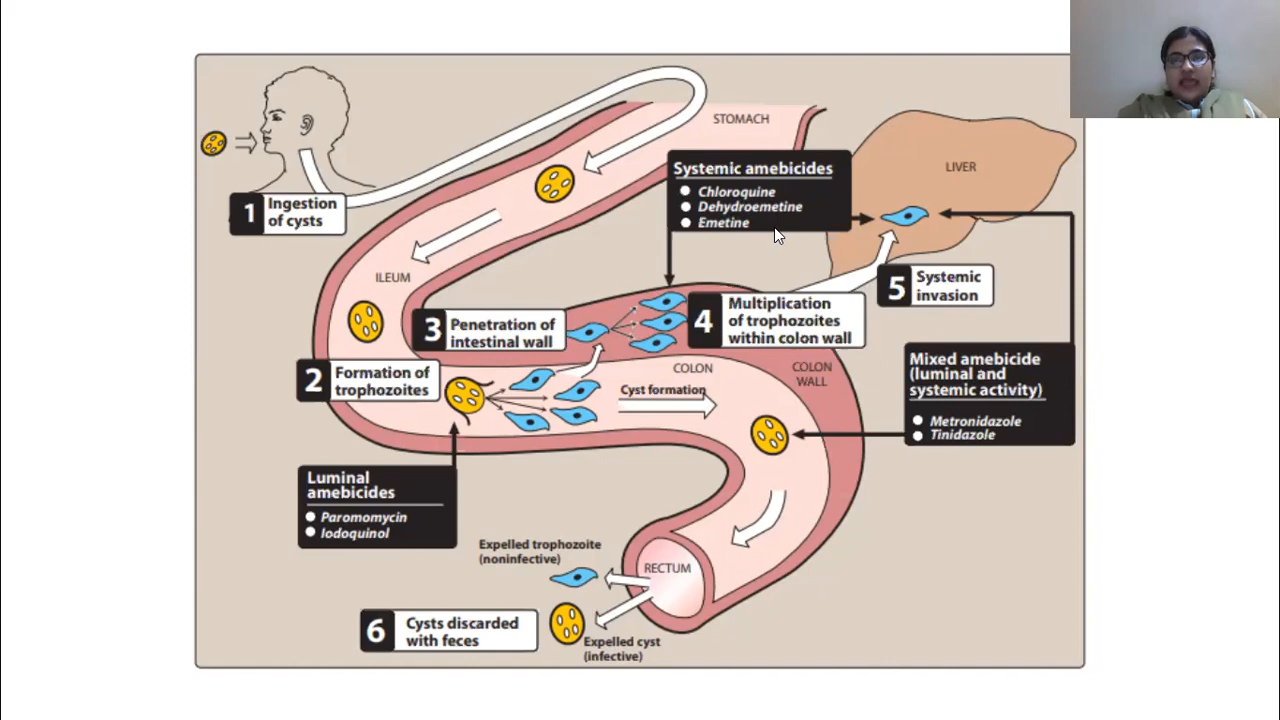 STOMACH
LIVER
Systemic amebicides
Chloroquine
Dehydroemetine
Emetine
1
Ingestion
of cysts
ILEUM
5
Systemic
invasion
3
Penetration of
intestinal wall
4
Multiplication
of trophozoites
within colon wall
2
Formation of
trophozoites
COLON
COLON
WALL
Cyst formation
Mixed amebicide
(luminal and
systemic activity)
Metronidazole
Tinidazole
Luminal
amebicides
Paromomycin
Iodoquinol
Expelled trophozoite
(noninfective)
RECTUM
6
Cysts discarded
with feces
Expelled cyst
(infective)